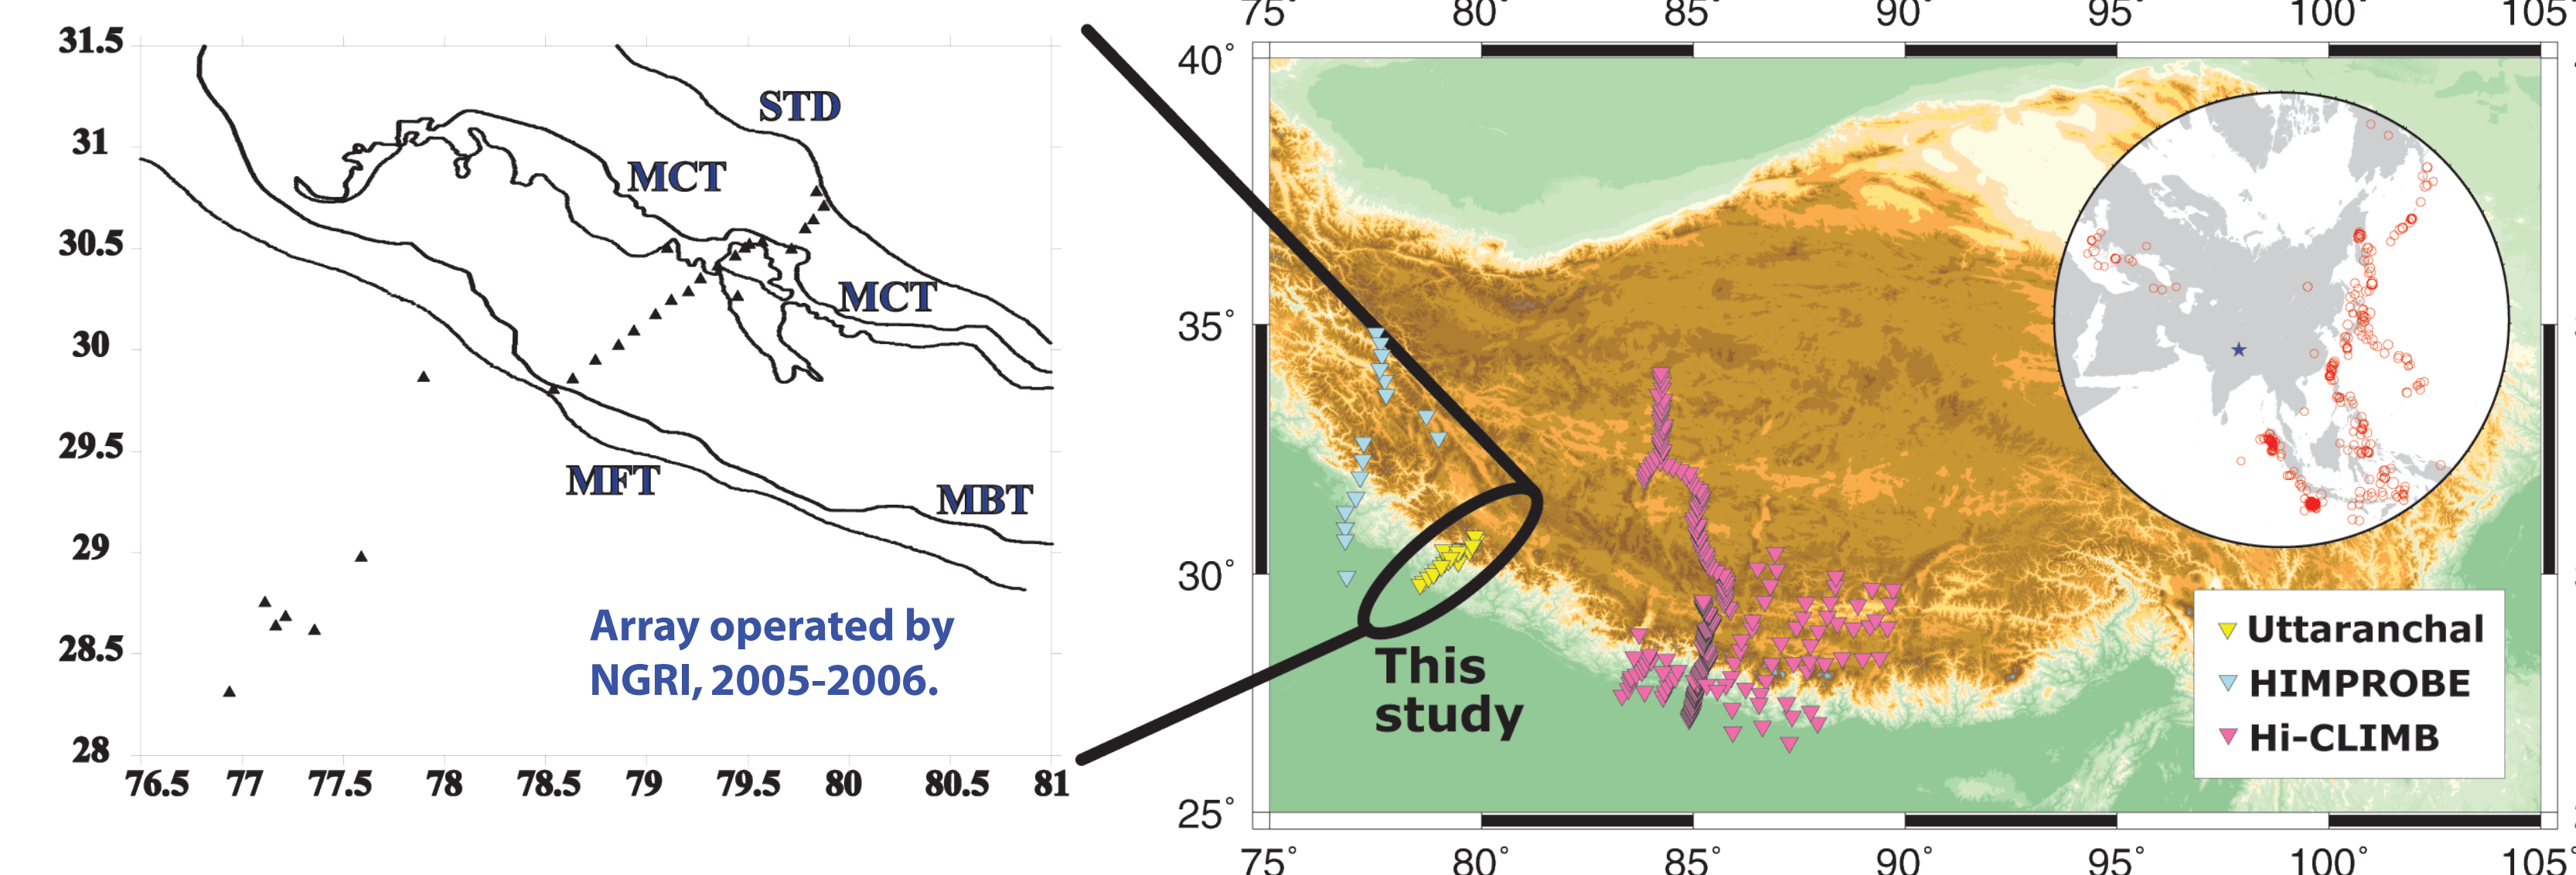 31.5
31
30.5
30
29.5
29
28.5
28
76.5 77 77.5 78 78.5 79 79.5 80 80.5 81
STD
MCT
MCT
MFT
MBT
Array operated by
NGRI, 2005-2006.
75° 80° 85° 90° 95° 100° 105
40°
35°
30°
25°
75° 80° 85° 90° 95° 100° 105
This
study
Uttaranchal
HIMPROBE
Hi-CLIMB